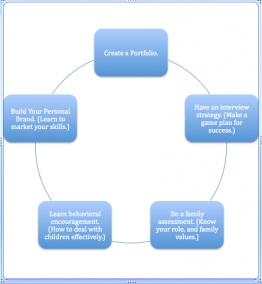 Create a Portfolio.
Have an interview
strategy. (Make a
game plan for
success.)
Do a family
assessment. (Know
your role, and family
values.)
Learn behavioral
encouragement.
(How to deal with
children effectively.)
Build Your Personal
Brand. (Learn to
market your skills.)